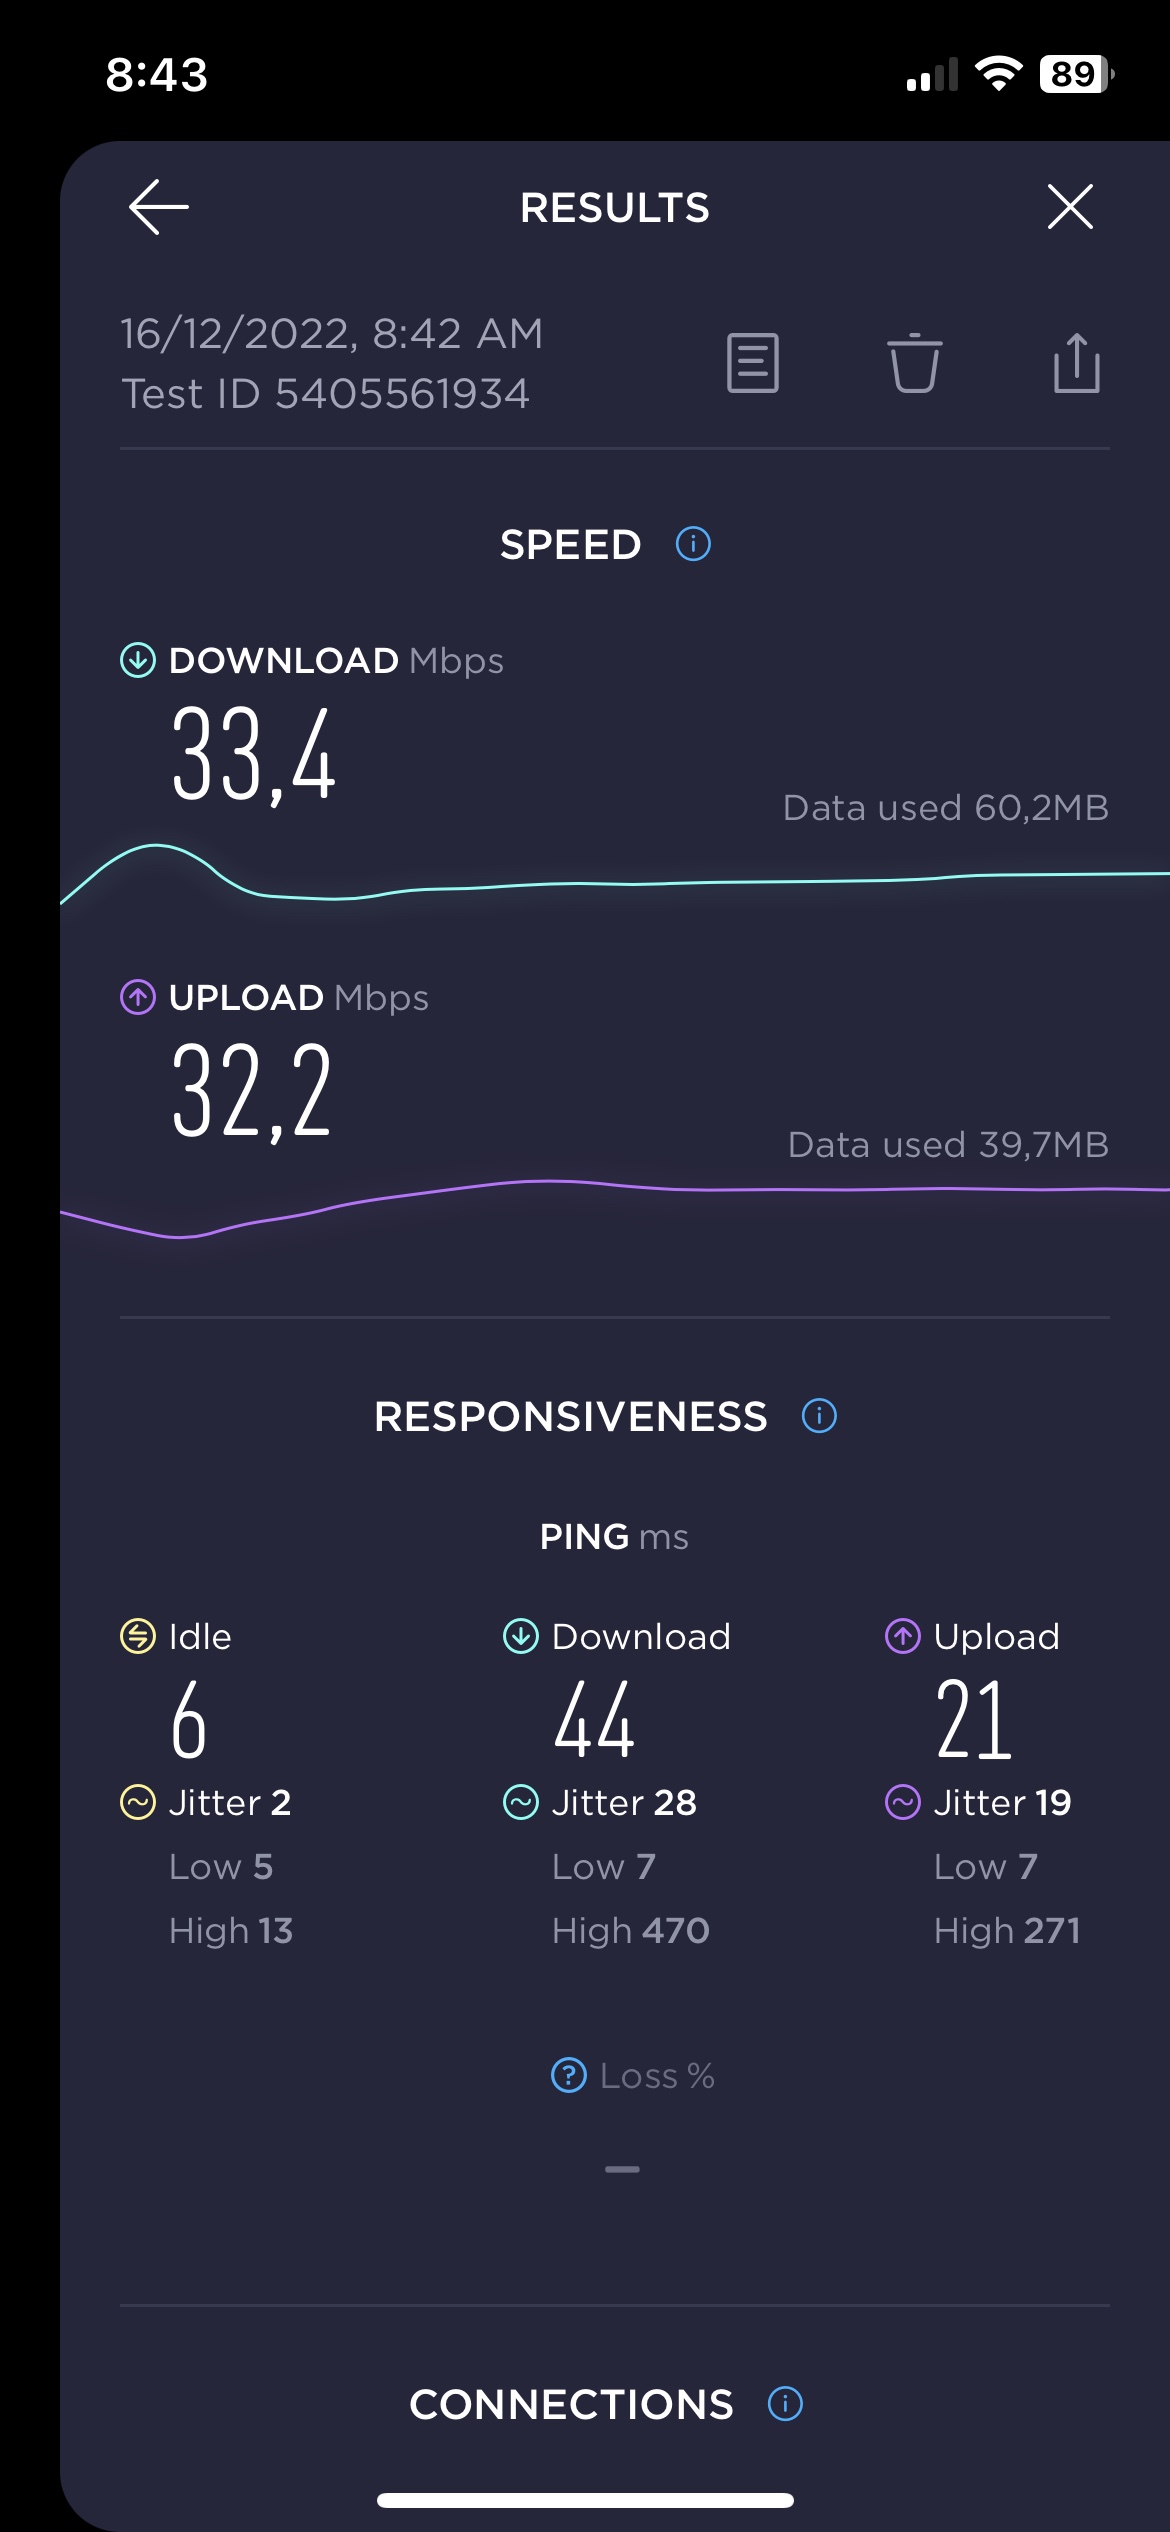 8:43
89
RESULTS
16/12/2022, 8:42 AM
Test ID 5405561934
SPEED
DOWNLOAD Mbps
33,4
Data used 60,2MB
UPLOAD Mbps
32,2
Data used 39,7MB
RESPONSIVENESS
PING ms
Idle Download Upload
6 44 21
Jitter 2 Jitter 28 Jitter 19
Low 5 Low 7 Low 7
High 13 High 470 High 271
? Loss %
–
CONNECTIONS